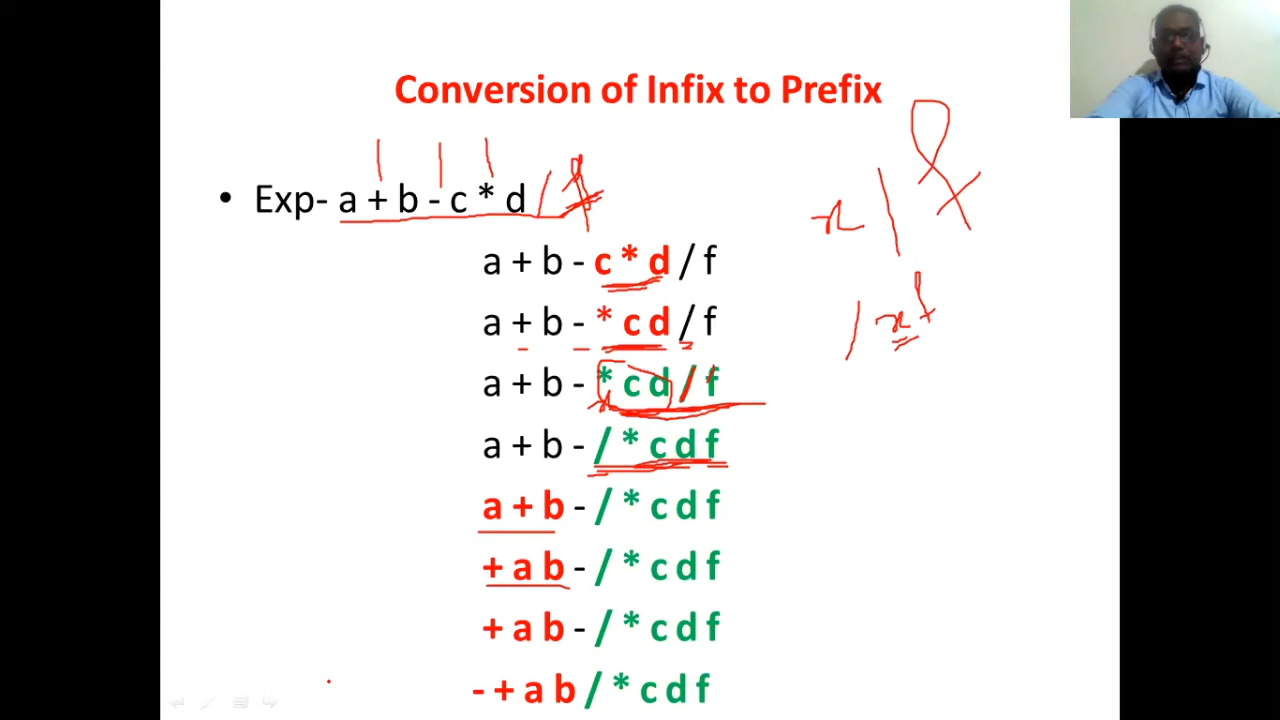 Conversion of Infix to Prefix
• Exp- a + b - c * d / f
a + b - c * d / f
a + b - * c d / f
a + b - * c d / f
x
a + b - / * c d f
a + b - / * c d f
+ a b - / * c d f
+ a b - / * c d f
- + a b / * c d f
x / f
/ x f